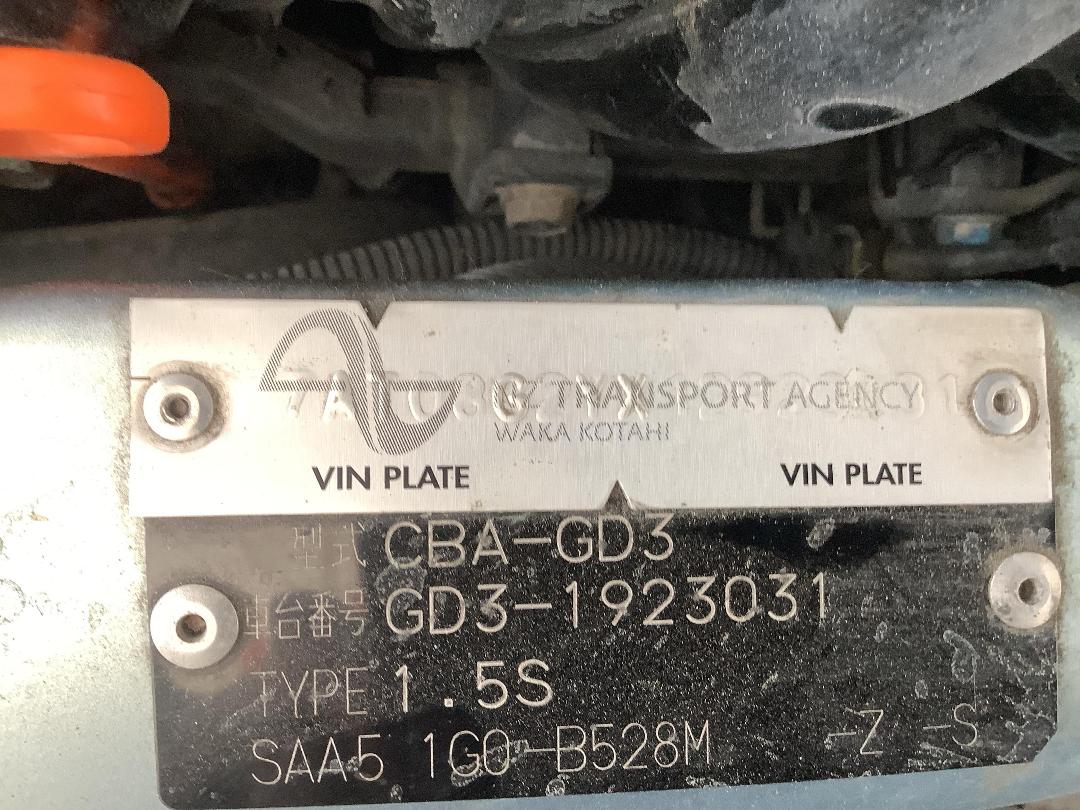 NZ TRANSPORT AGENCY
WAKA KOTAHI
VIN PLATE VIN PLATE
型式 CBA-GD3
車台番号 GD3-1923031
TYPE 1.5S
SAA5 1G0-B528M -Z -S